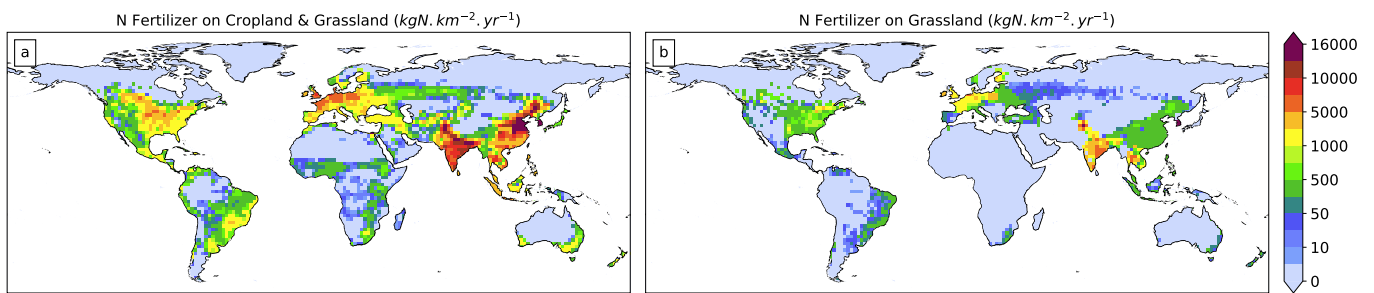 N Fertilizer on Cropland & Grassland (kgN.km⁻².yr⁻¹)
a
N Fertilizer on Grassland (kgN.km⁻².yr⁻¹)
b
16000
10000
5000
1000
500
50
10
0